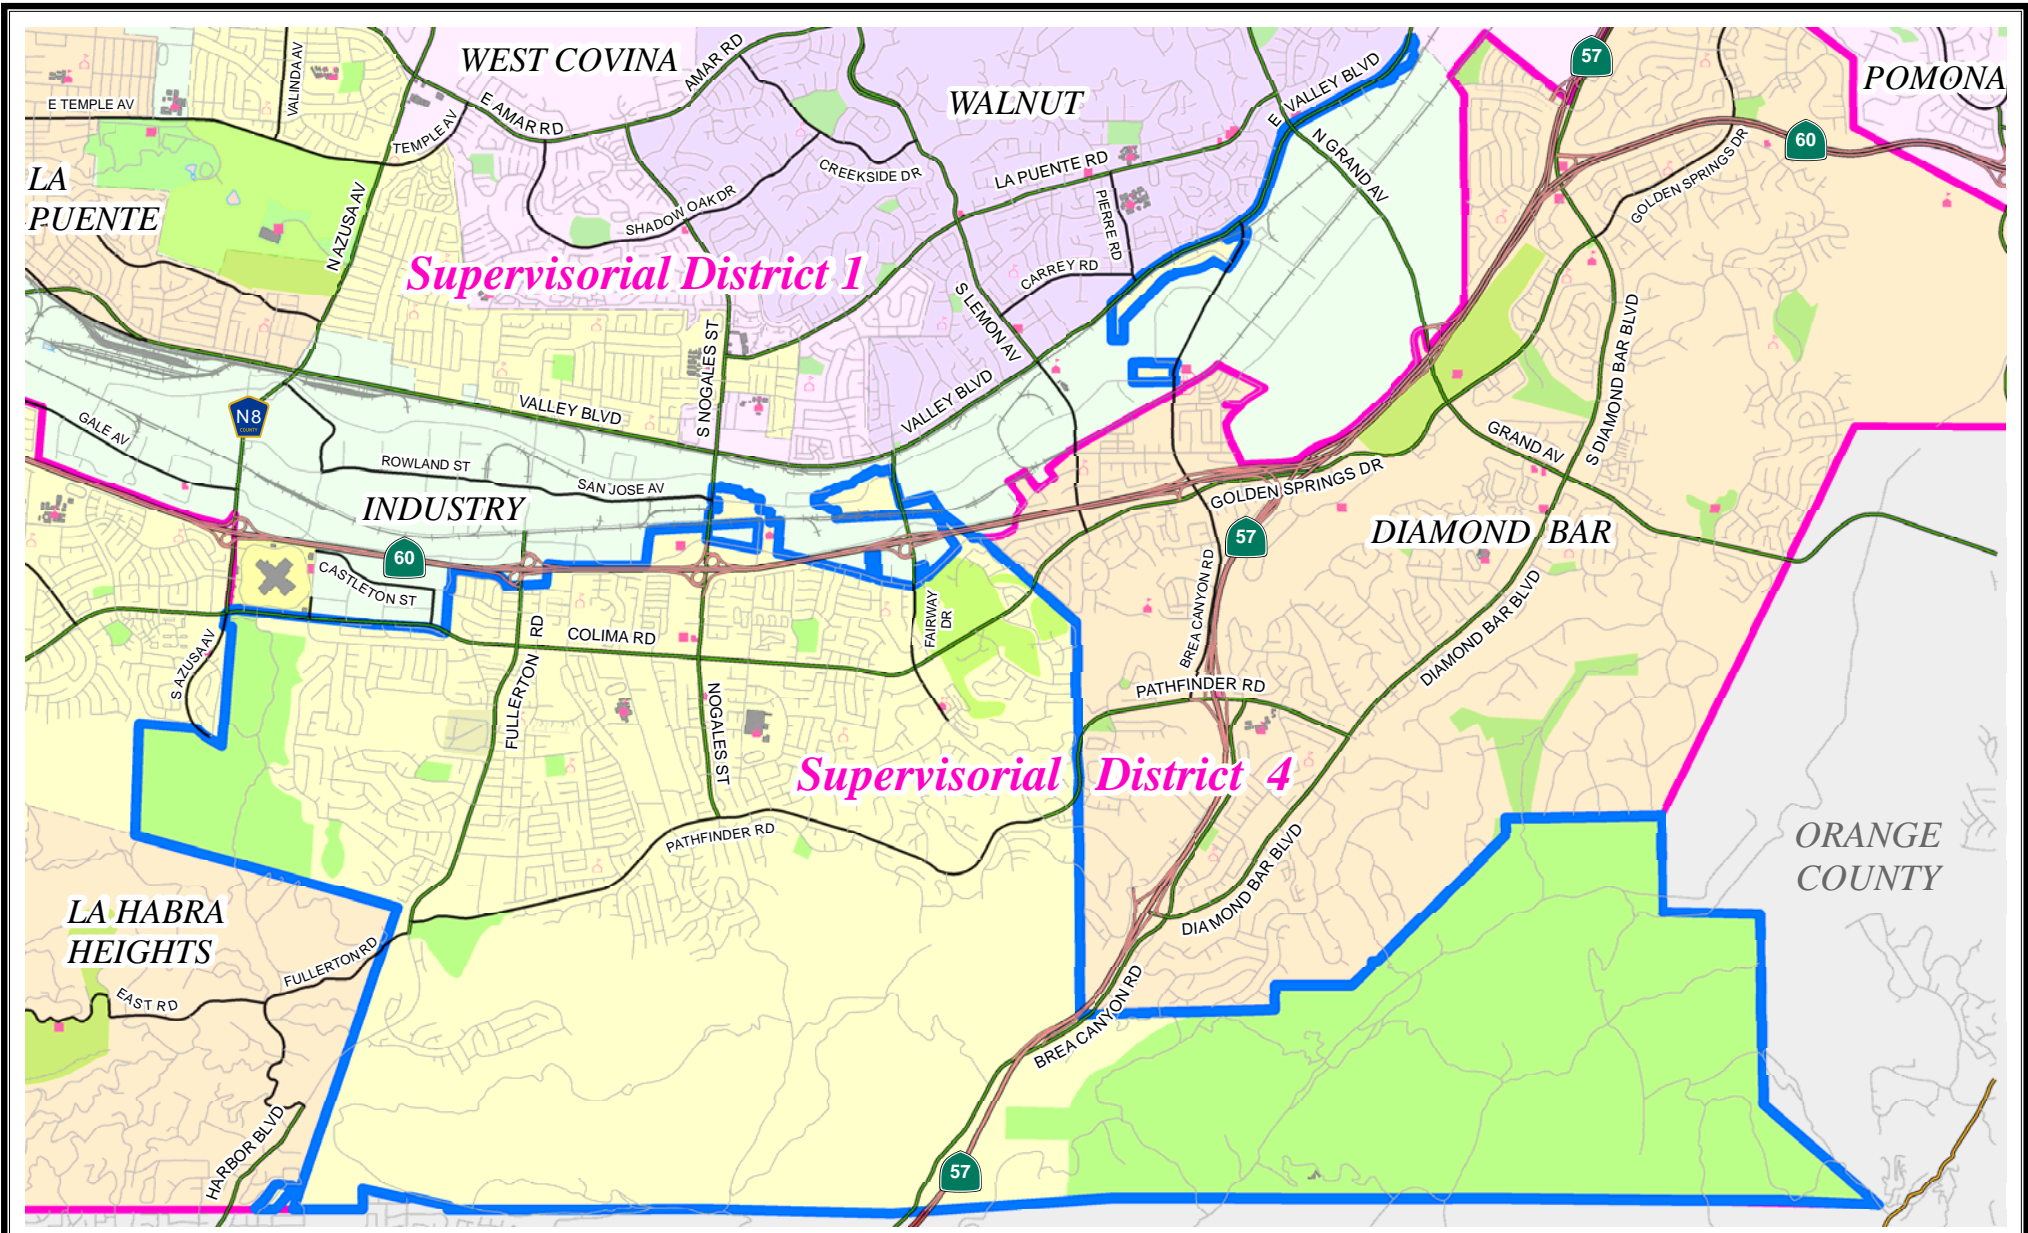 WEST COVINA
AMAR RD
VALINDA AV
E TEMPLE AV
TEMPLE AV
E AMAR RD
WALNUT
E VALLEY BLVD
57
POMONA
60
N GRAND AV
GOLDEN SPRINGS DR
CREEKSIDE DR
LA PUENTE RD
LA
PUENTE
N AZUSA AV
SHADOW OAK DR
PIERRE RD
CARREY RD
Supervisorial District 1
S LEMON AV
S NOGALES ST
S DIAMOND BAR BLVD
N8
COUNTY
GALE AV
VALLEY BLVD
VALLEY BLVD
ROWLAND ST
SAN JOSE AV
GRAND AV
GOLDEN SPRINGS DR
INDUSTRY
60
57
DIAMOND BAR
CASTLETON ST
BREA CANYON RD
FAIRWAY
DR
COLIMA RD
FULLERTON RD
S AZUSA AV
DIAMOND BAR BLVD
PATHFINDER RD
NOGALES ST
Supervisorial District 4
PATHFINDER RD
ORANGE
COUNTY
DIAMOND BAR BLVD
LA HABRA
HEIGHTS
FULLERTON RD
EAST RD
BREA CANYON RD
HARBOR BLVD
57